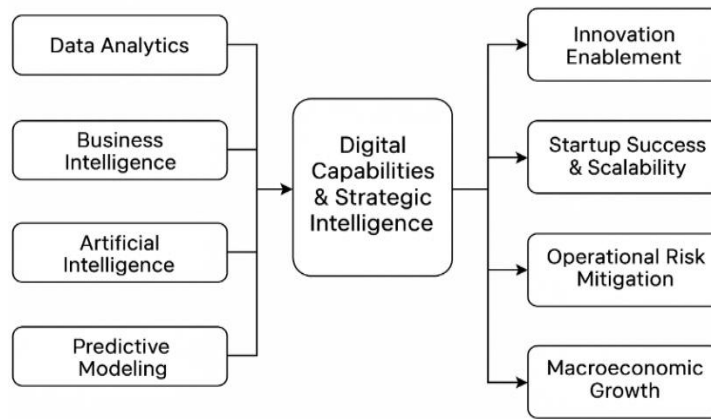 Data Analytics
Business
Intelligence
Artificial
Intelligence
Predictive
Modeling
Digital
Capabilities
& Strategic
Intelligence
Innovation
Enablement
Startup Success
& Scalability
Operational Risk
Mitigation
Macroeconomic
Growth